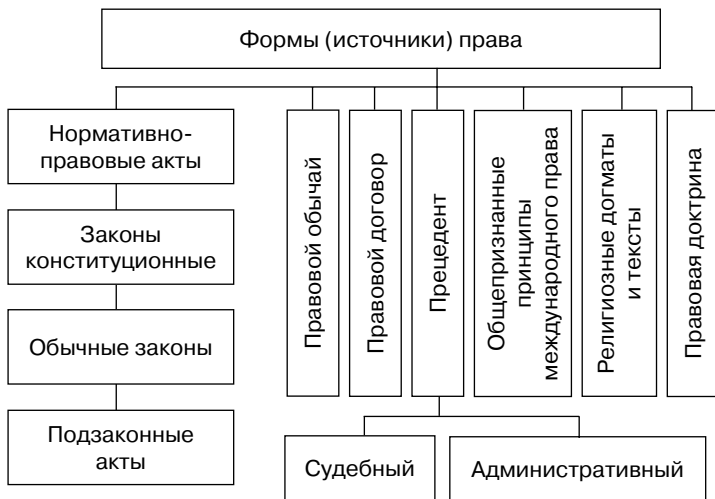 Формы (источники) права
Нормативно-
правовые акты
Законы
конституционные
Обычные законы
Подзаконные
акты
Правовой обычай
Правовой договор
Прецедент
Общепризнанные
принципы
международного права
Религиозные догматы
и тексты
Правовая доктрина
Судебный
Административный